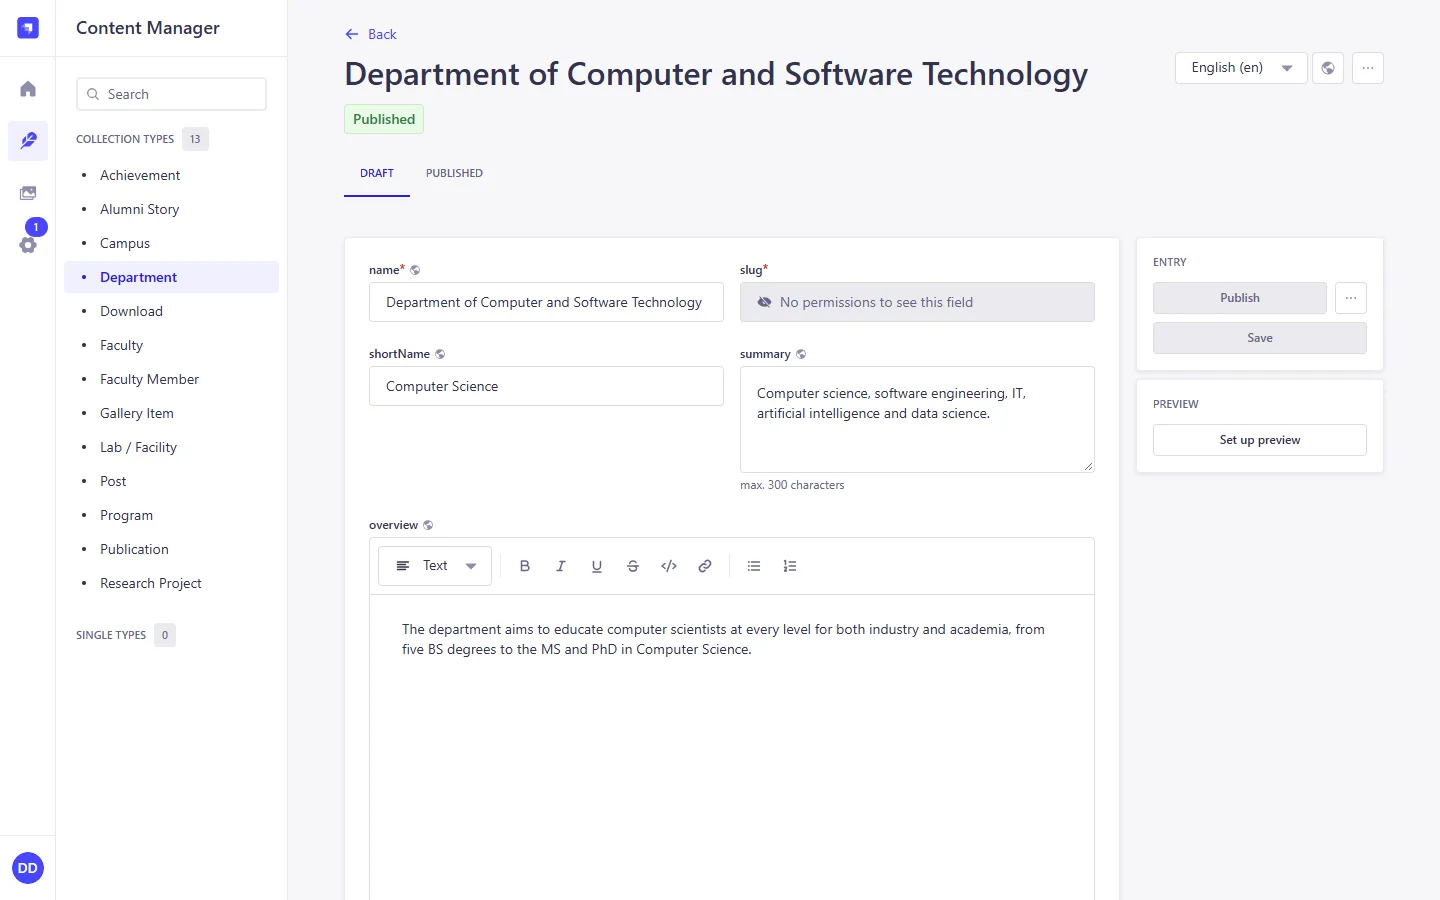 Content Manager
Search
COLLECTION TYPES 13
Achievement
Alumni Story
Campus
Department
Download
Faculty
Faculty Member
Gallery Item
Lab / Facility
Post
Program
Publication
Research Project
SINGLE TYPES 0
1
DD
Back
Department of Computer and Software Technology
English (en)
Published
DRAFT
PUBLISHED
name*
Department of Computer and Software Technology
slug*
No permissions to see this field
shortName
Computer Science
summary
Computer science, software engineering, IT,
artificial intelligence and data science.
max. 300 characters
overview
Text
The department aims to educate computer scientists at every level for both industry and academia, from
five BS degrees to the MS and PhD in Computer Science.
ENTRY
Publish
Save
PREVIEW
Set up preview